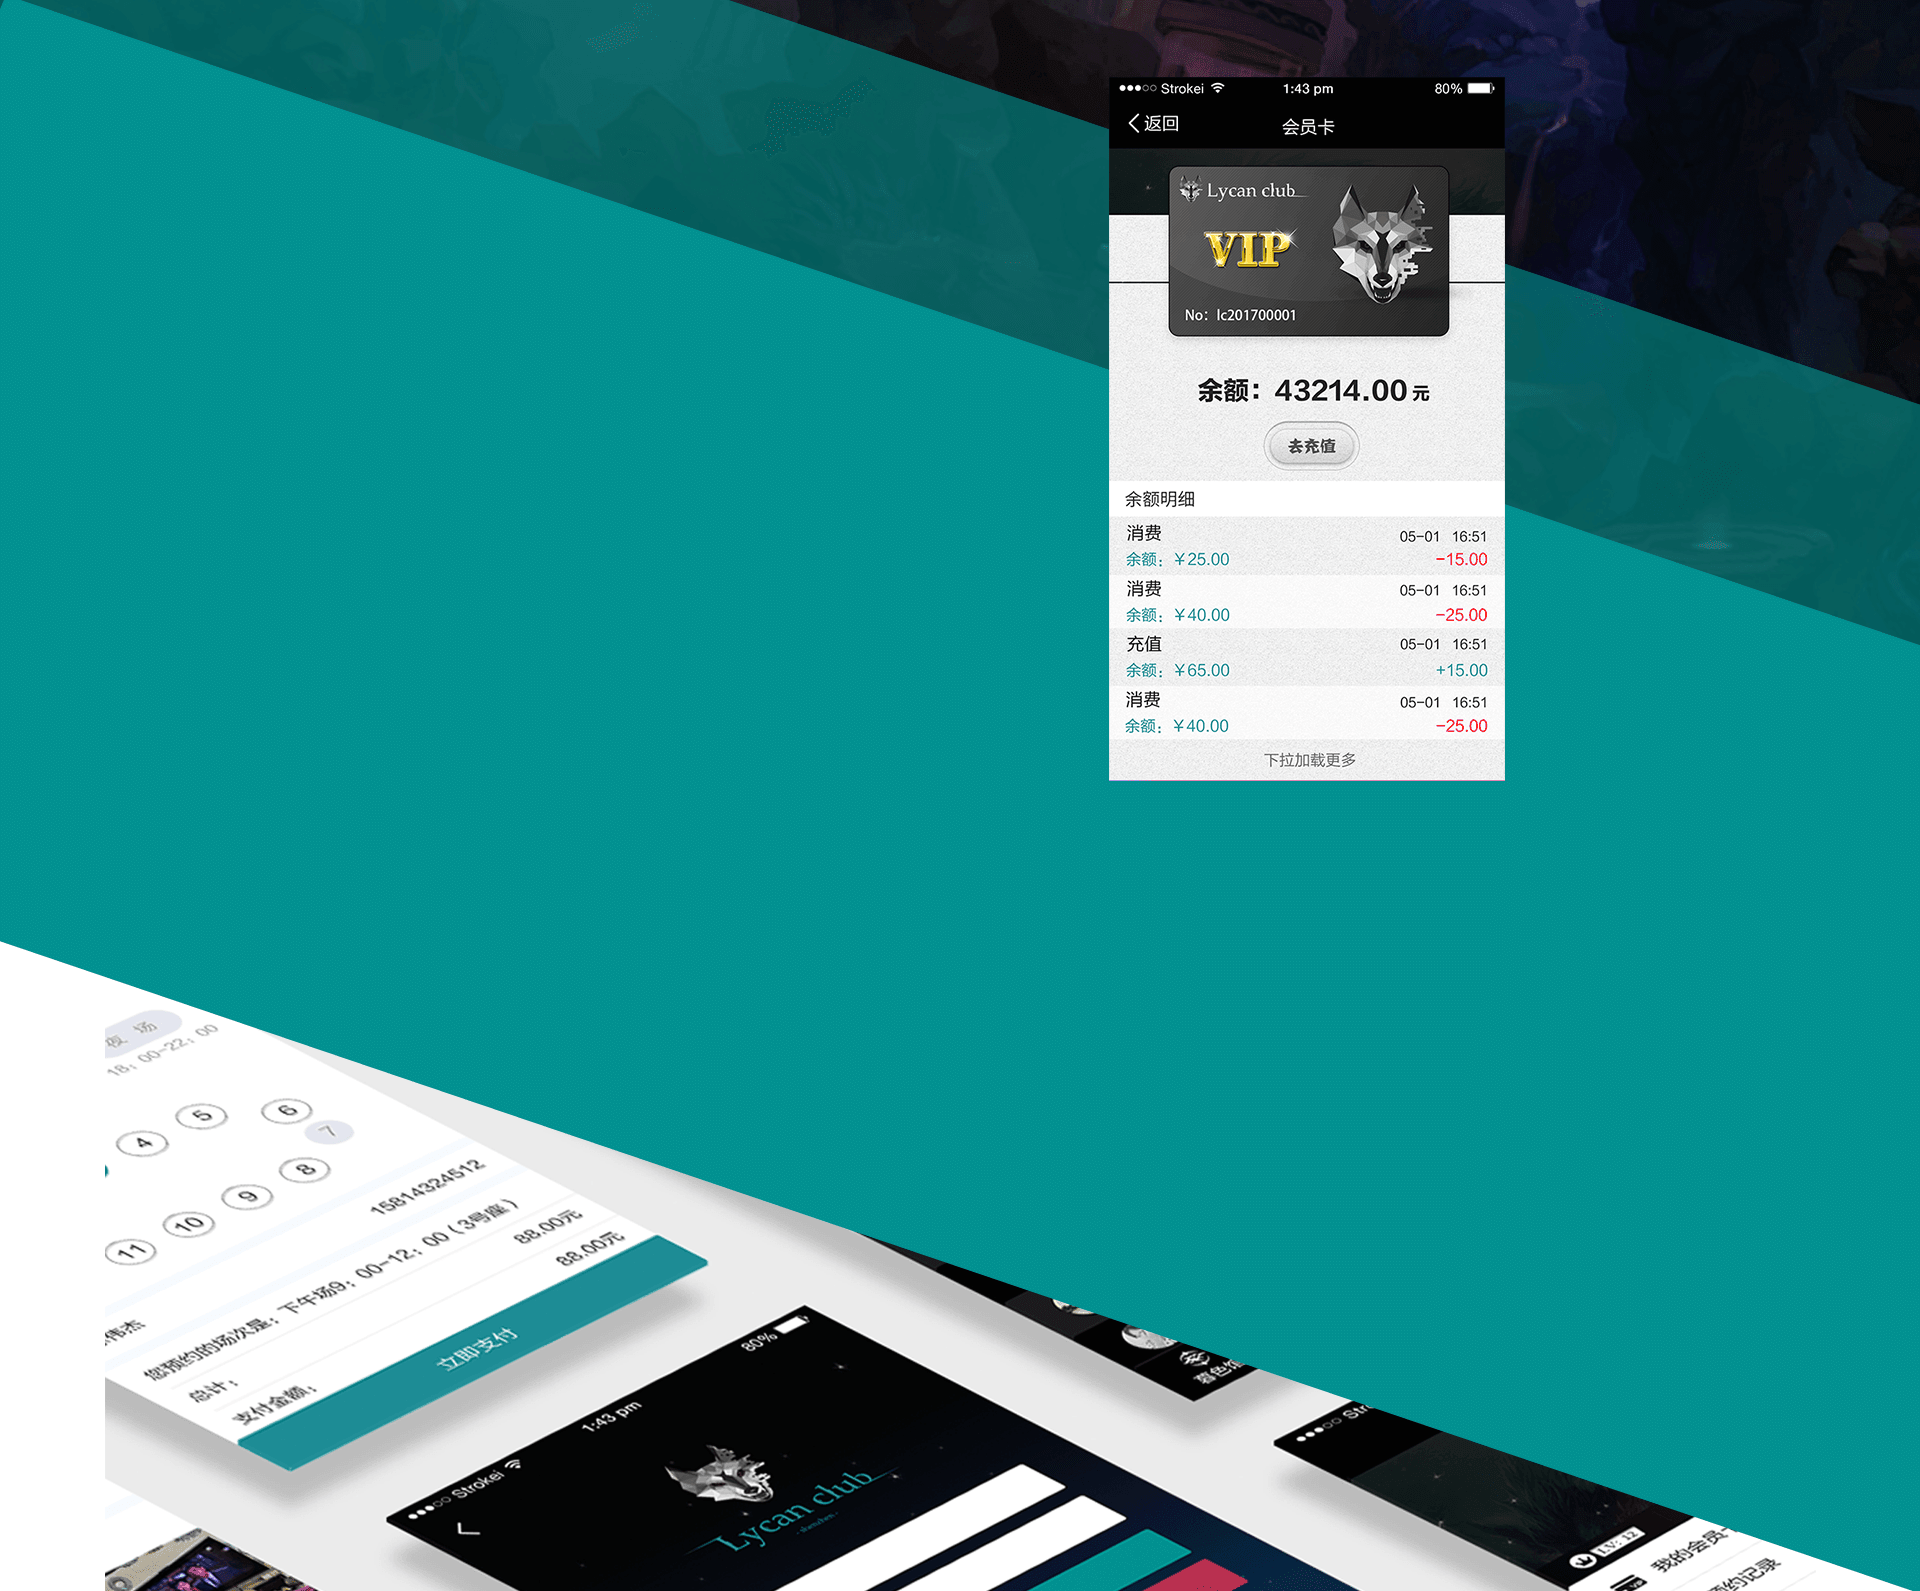 Strokei 1:43 pm 80%
返回 会员卡
Lycan club
VIP
No: lc201700001
余额：43214.00元
去充值
余额明细
消费 05-01 16:51
余额：￥25.00 -15.00
消费 05-01 16:51
余额：￥40.00 -25.00
充值 05-01 16:51
余额：￥65.00 +15.00
消费 05-01 16:51
余额：￥40.00 -25.00
下拉加载更多
夜 场
18：00-22：00
4 5 6
7
11 10 9 8
伟杰 15814324512
您预约的场次是：下午场9：00-12：00（3号座）
总计： 88.00元
支付金额： 88.00元
立即支付
Strokei 1:43 pm 80%
Lycan club
暮色
Stro
LV: 12
我的会员
约记录